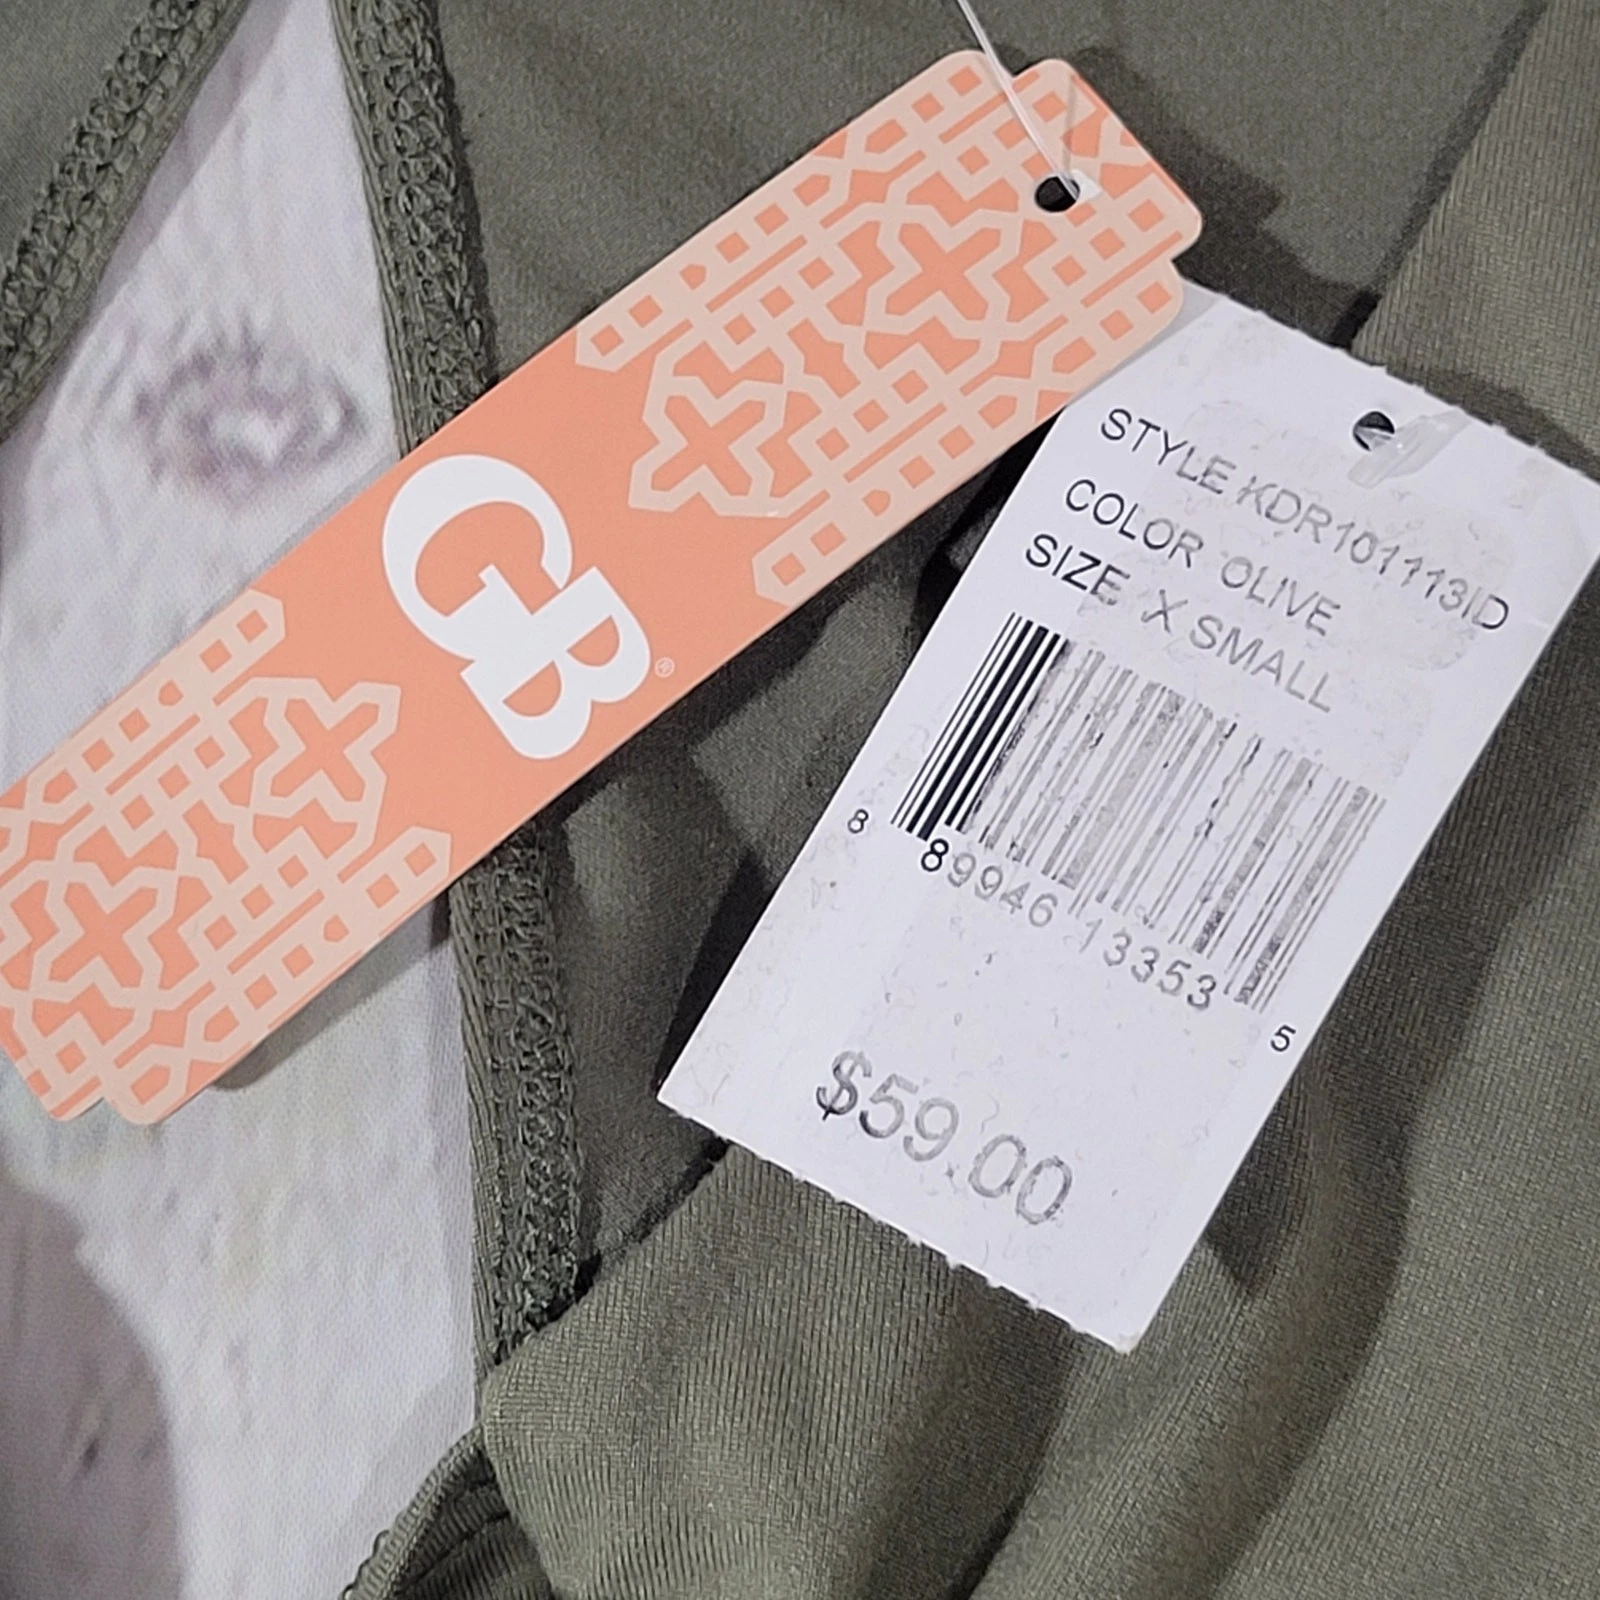 GB®
STYLE KDR101113ID
COLOR OLIVE
SIZE X SMALL
8 89946 13353 5
$59.00